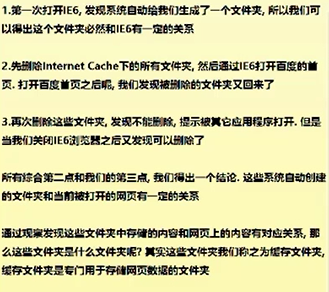 1.第一次打开IE6, 发现系统自动给我们生成了一个文件夹, 所以我们可
以得出这个文件夹必然和IE6有一定的关系
2.先删除Internet Cache下的所有文件夹, 然后通过IE6打开百度的首
页. 打开百度首页之后呢, 我们发现被删除的文件夹又回来了
3.再次删除这些文件夹, 发现不能删除, 提示被其它应用程序打开. 但是
当我们关闭IE6浏览器之后又发现可以删除了
所有综合第二点和我们的第三点, 我们得出一个结论. 这些系统自动创建
的文件夹和当前被打开的网页有一定的关系
通过观察发现这些文件夹中存储的内容和网页上的内容有对应关系, 那
么这些文件夹是什么文件夹呢? 其实这些文件夹我们称之为缓存文件夹,
缓存文件夹是专门用于存储网页数据的文件夹